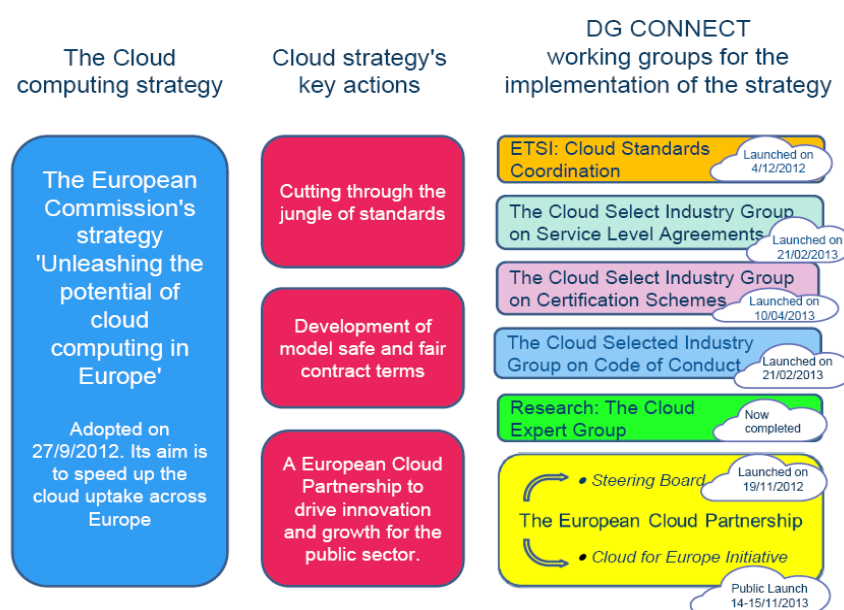 The Cloud
computing strategy
Cloud strategy's
key actions
DG CONNECT
working groups for the
implementation of the strategy
The European
Commission's
strategy
'Unleashing the
potential of
cloud
computing in
Europe'
Adopted on
27/9/2012. Its aim is
to speed up the
cloud uptake across
Europe
Cutting through the
jungle of standards
Development of
model safe and fair
contract terms
A European Cloud
Partnership to
drive innovation
and growth for the
public sector.
ETSI: Cloud Standards
Coordination
Launched on
4/12/2012
The Cloud Select Industry Group
on Service Level Agreements
Launched on
21/02/2013
The Cloud Select Industry Group
on Certification Schemes
Launched on
10/04/2013
The Cloud Selected Industry
Group on Code of Conduct
Launched on
21/02/2013
Research: The Cloud
Expert Group
Now
completed
• Steering Board
Launched on
19/11/2012
The European Cloud Partnership
• Cloud for Europe Initiative
Public Launch
14-15/11/2013